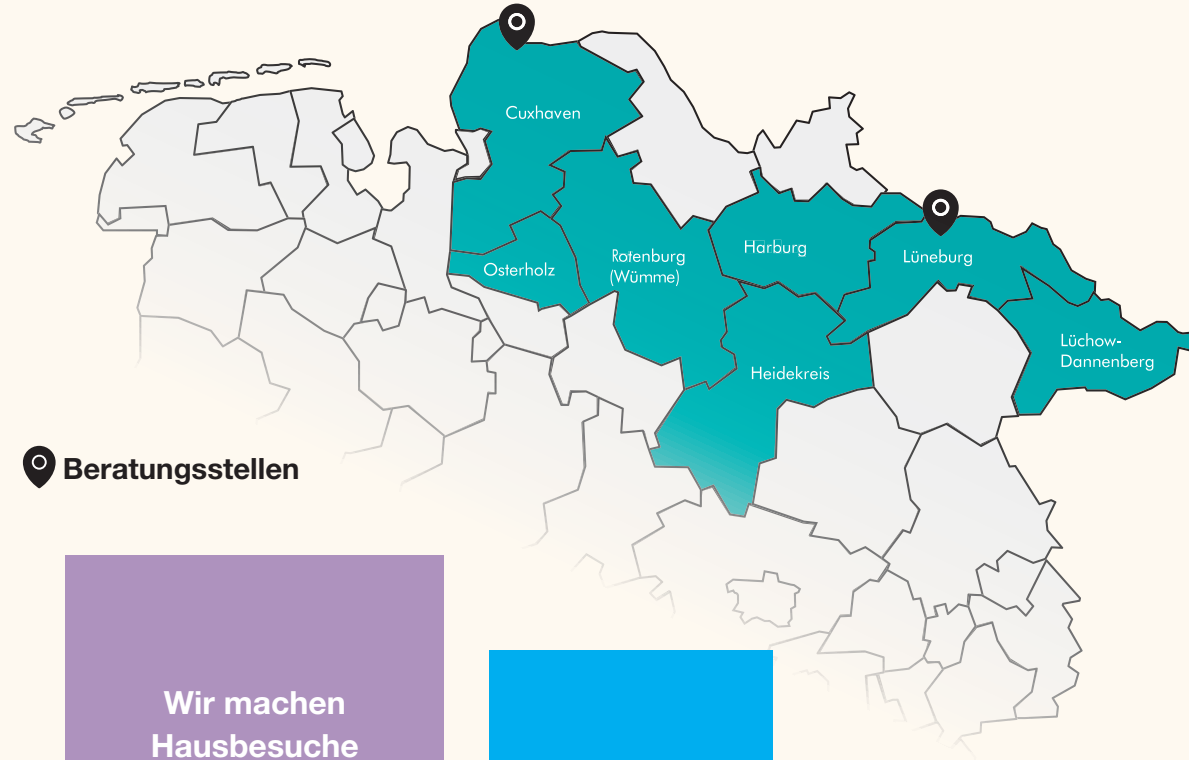 Cuxhaven
Osterholz
Rotenburg
(Wümme)
Harburg
Lüneburg
Heidekreis
Lüchow-
Dannenberg
Beratungsstellen
Wir machen
Hausbesuche